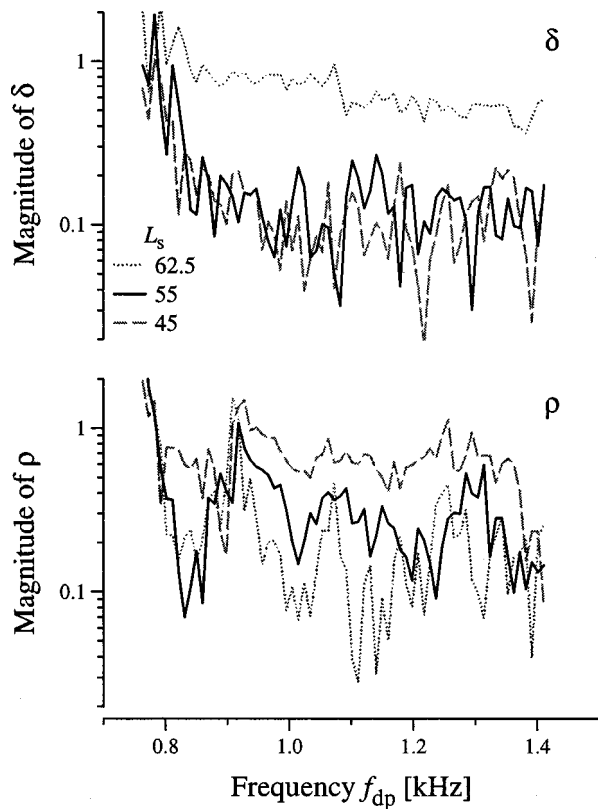 δ
1
0.1
Magnitude of δ
Lₛ
62.5
55
45
ρ
1
0.1
Magnitude of ρ
0.8 1.0 1.2 1.4
Frequency f_dp [kHz]